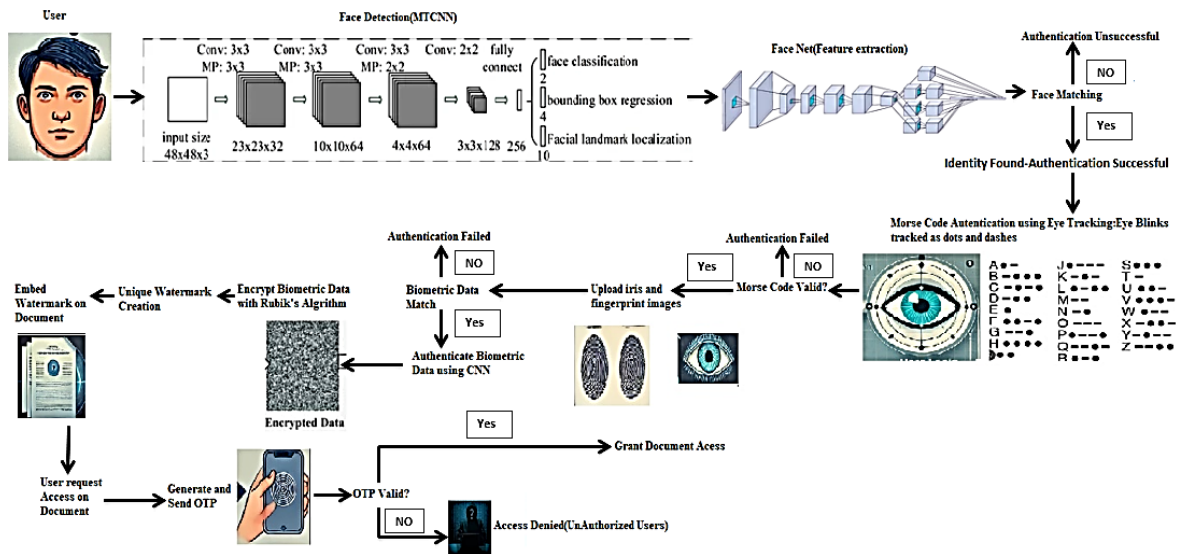 User
Face Detection(MTCNN)
Conv: 3x3
MP: 3x3
Conv: 3x3
MP: 3x3
Conv: 3x3
MP: 2x2
Conv: 2x2
fully
connect
input size
48x48x3
23x23x32
10x10x64
4x4x64
3x3x128
256
face classification
2
bounding box regression
4
Facial landmark localization
10
Face Net(Feature extraction)
Authentication Unsuccessful
NO
Face Matching
Yes
Identity Found-Authentication Successful
Morse Code Autentication using Eye Tracking:Eye Blinks
tracked as dots and dashes
A
B
C
D
E
G
H
J
K
L
M
N
O
P
Q
R
S
T
U
V
W
X
Y
Z
Authentication Failed
NO
Morse Code Valid?
Yes
Upload iris and
fingerprint images
Authentication Failed
NO
Biometric Data
Match
Yes
Authenticate Biometric
Data using CNN
Encrypt Biometric Data
with Rubik's Algrithm
Encrypted Data
Unique Watermark
Creation
Embed
Watermark on
Document
User request
Access on
Document
Generate and
Send OTP
OTP Valid?
Yes
Grant Document Acess
NO
Access Denied(UnAuthorized Users)